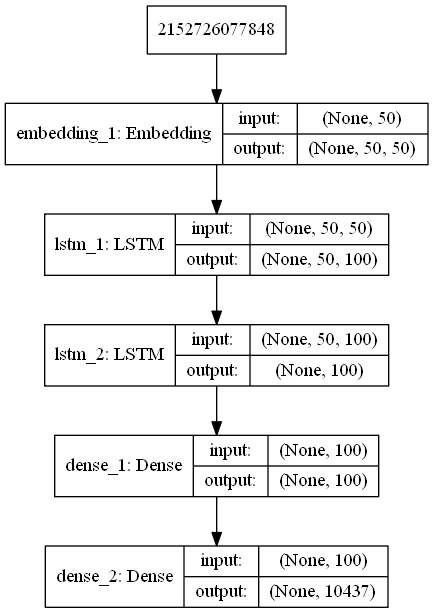 2152726077848
embedding_1: Embedding
input:
(None, 50)
output:
(None, 50, 50)
lstm_1: LSTM
input:
(None, 50, 50)
output:
(None, 50, 100)
lstm_2: LSTM
input:
(None, 50, 100)
output:
(None, 100)
dense_1: Dense
input:
(None, 100)
output:
(None, 100)
dense_2: Dense
input:
(None, 100)
output:
(None, 10437)